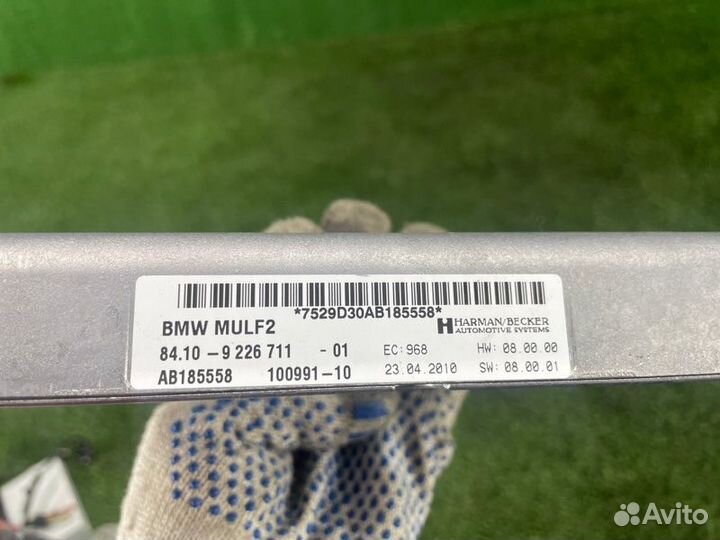 *7529D30AB185558*
BMW MULF2
HARMAN/BECKER
AUTOMOTIVE SYSTEMS
84.10 - 9 226 711 - 01 EC: 968 HW: 08.00.00
AB185558 100991-10 23.04.2010 SW: 08.00.01
Avito